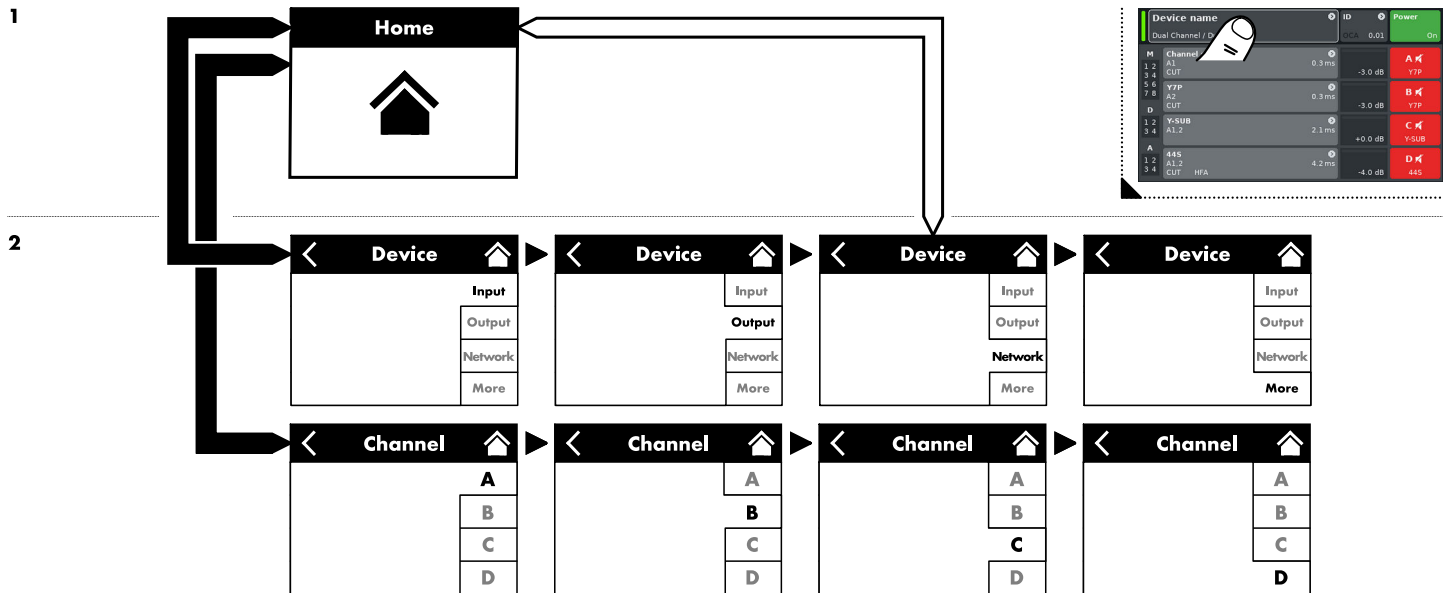 1
Home
Device name
ID
Power
Dual Channel / D
OCA
0.01
On
M
1 2
3 4
5 6
7 8
D
1 2
3 4
A
1 2
3 4
Channel
A1
0.3 ms
CUT
-3.0 dB
A
Y7P
Y7P
A2
0.3 ms
CUT
-3.0 dB
B
Y7P
Y-SUB
A1,2
2.1 ms
+0.0 dB
C
Y-SUB
44S
A1,2
4.2 ms
CUT HFA
-4.0 dB
D
44S
2
Device
Input
Output
Network
More
Device
Input
Output
Network
More
Device
Input
Output
Network
More
Device
Input
Output
Network
More
Channel
A
B
C
D
Channel
A
B
C
D
Channel
A
B
C
D
Channel
A
B
C
D